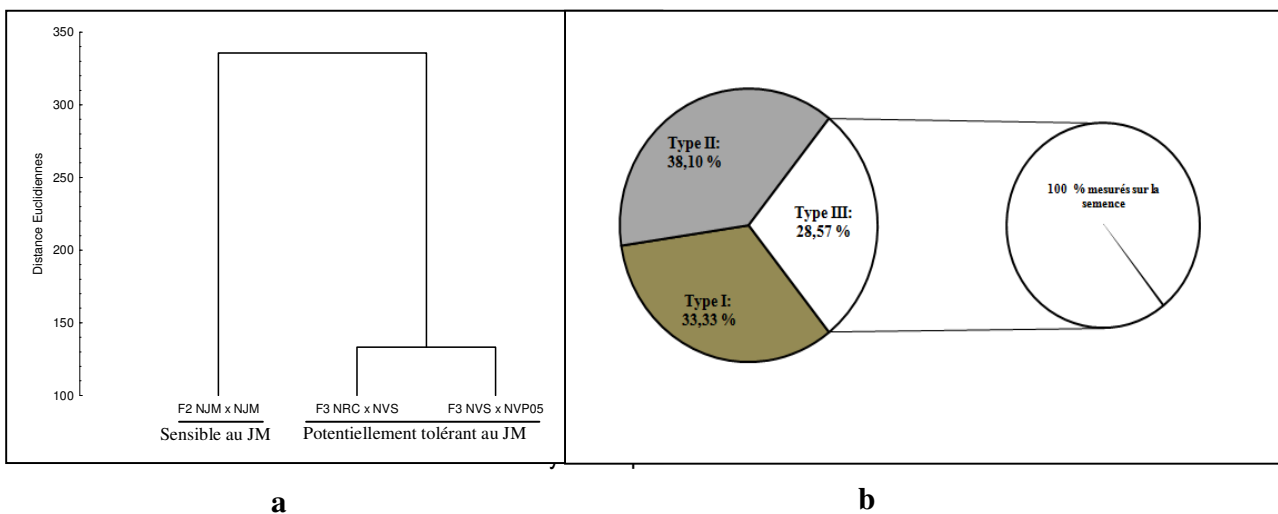 350
300
250
200
150
100
Distance Euclidiennes
F2 NJM x NJM
F3 NRC x NVS
F3 NVS x NVP05
Sensible au JM
Potentiellement tolérant au JM
a
Type II:
38,10 %
Type III:
28,57 %
Type I:
33,33 %
100 % mesurés sur la
semence
b